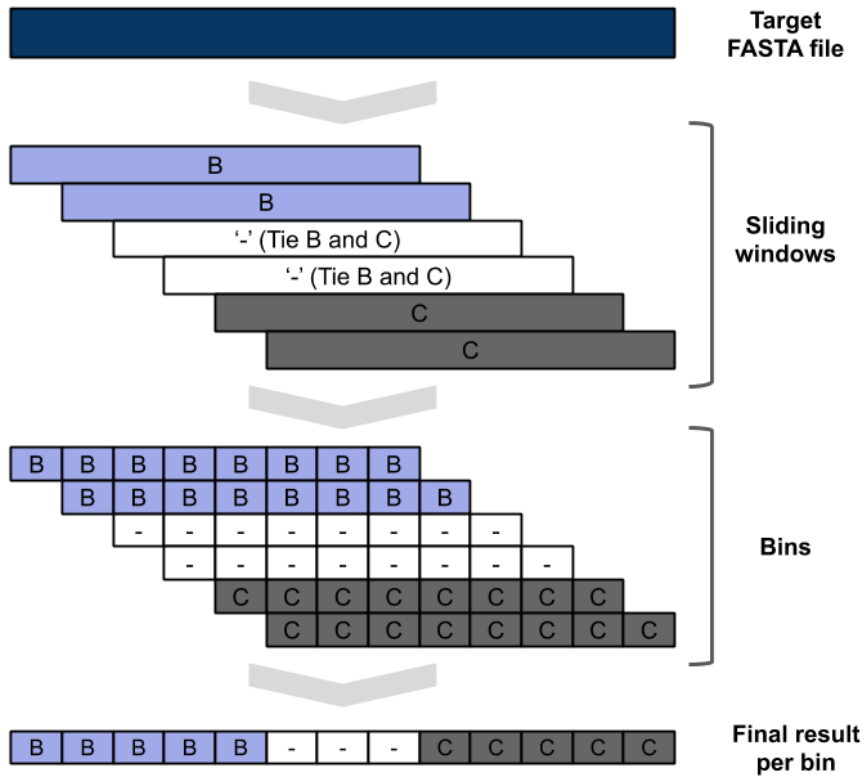 Target
FASTA file
B
B
‘-’ (Tie B and C)
‘-’ (Tie B and C)
C
C
Sliding
windows
B B B B B B B B
B B B B B B B B
- - - - - - - -
- - - - - - - -
C C C C C C C C
C C C C C C C C
Bins
B B B B B - - - C C C C C
Final result
per bin